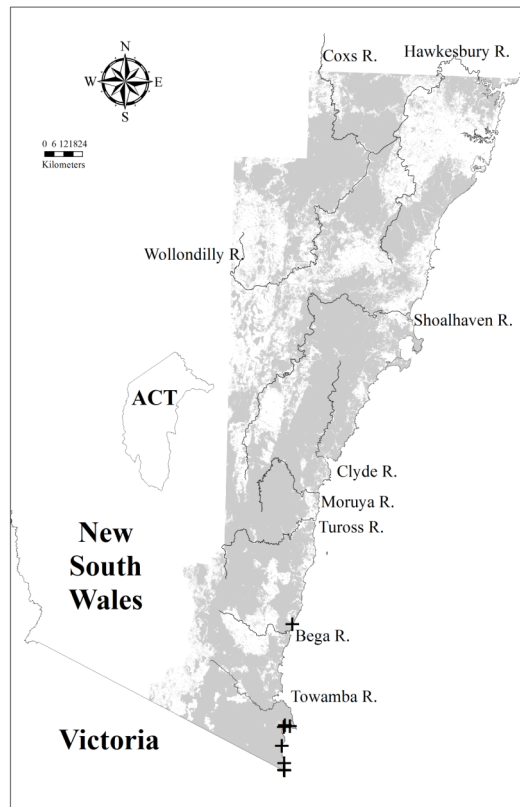 Coxs R.
Hawkesbury R.
N
W
E
S
0 6 121824
Kilometers
Wollondilly R.
Shoalhaven R.
ACT
Clyde R.
Moruya R.
Tuross R.
New
South
Wales
Bega R.
Towamba R.
Victoria